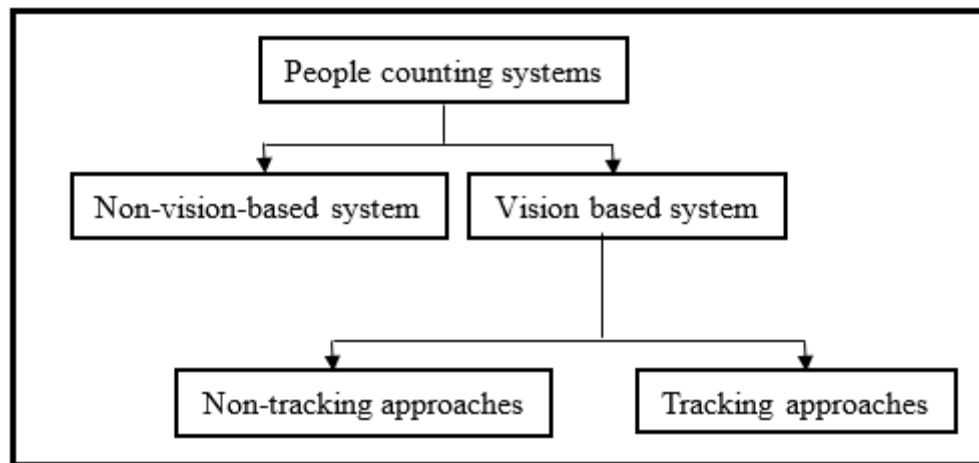 People counting systems
Non-vision-based system
Vision based system
Non-tracking approaches
Tracking approaches